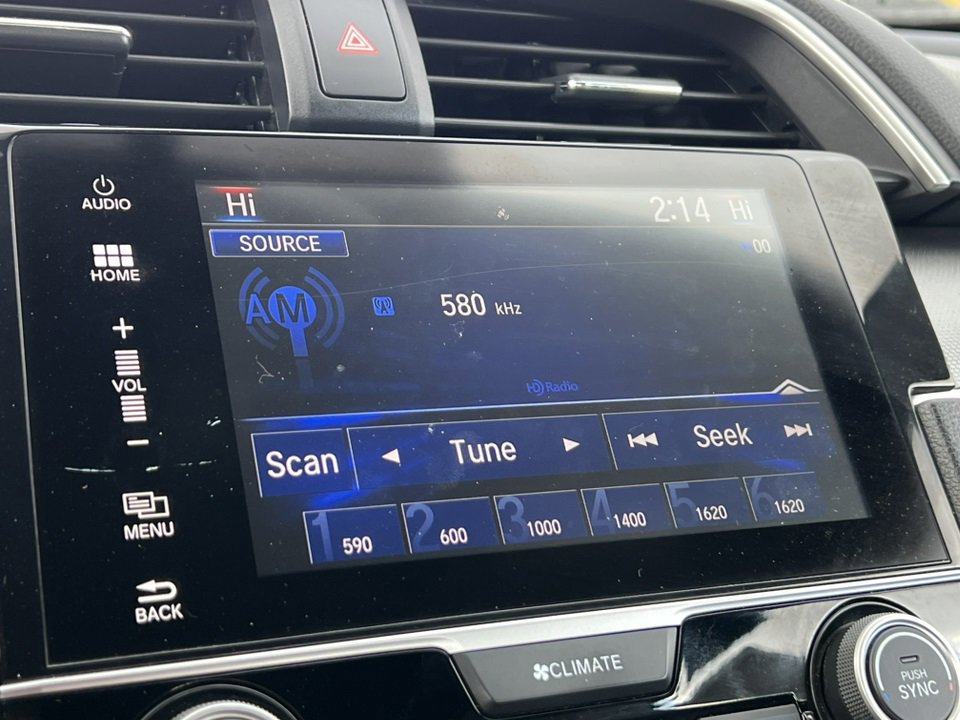 AUDIO
HOME
+
VOL
-
MENU
BACK
Hi
2:14 Hi
SOURCE
00
AM
580 kHz
HD Radio
Scan
Tune
Seek
1 590
2 600
3 1000
4 1400
5 1620
6 1620
CLIMATE
PUSH
SYNC